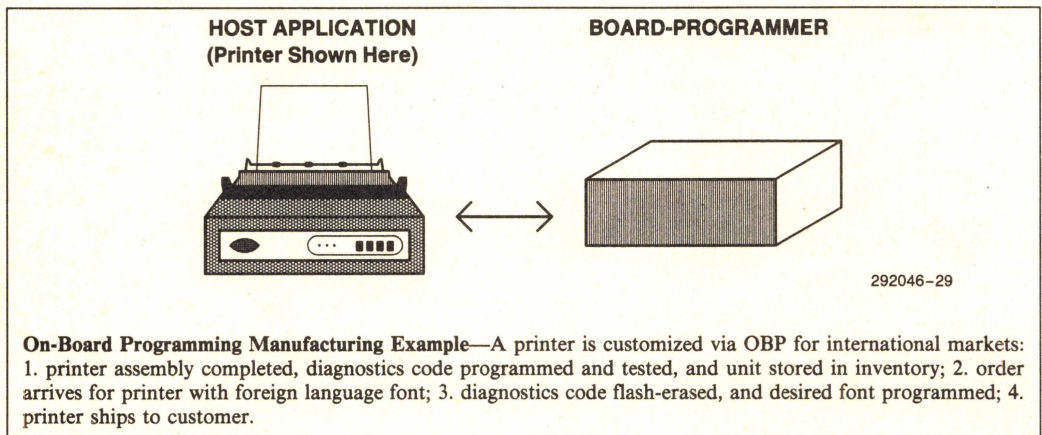 HOST APPLICATION
(Printer Shown Here)
BOARD-PROGRAMMER
292046–29
On-Board Programming Manufacturing Example—A printer is customized via OBP for international markets:
1. printer assembly completed, diagnostics code programmed and tested, and unit stored in inventory; 2. order
arrives for printer with foreign language font; 3. diagnostics code flash-erased, and desired font programmed; 4.
printer ships to customer.